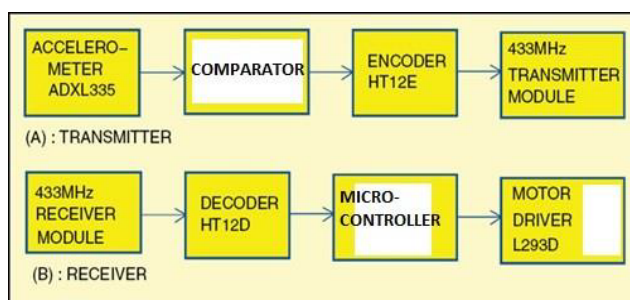 ACCELERO-
METER
ADXL335
COMPARATOR
ENCODER
HT12E
433MHz
TRANSMITTER
MODULE
(A) : TRANSMITTER
433MHz
RECEIVER
MODULE
DECODER
HT12D
MICRO-
CONTROLLER
MOTOR
DRIVER
L293D
(B) : RECEIVER